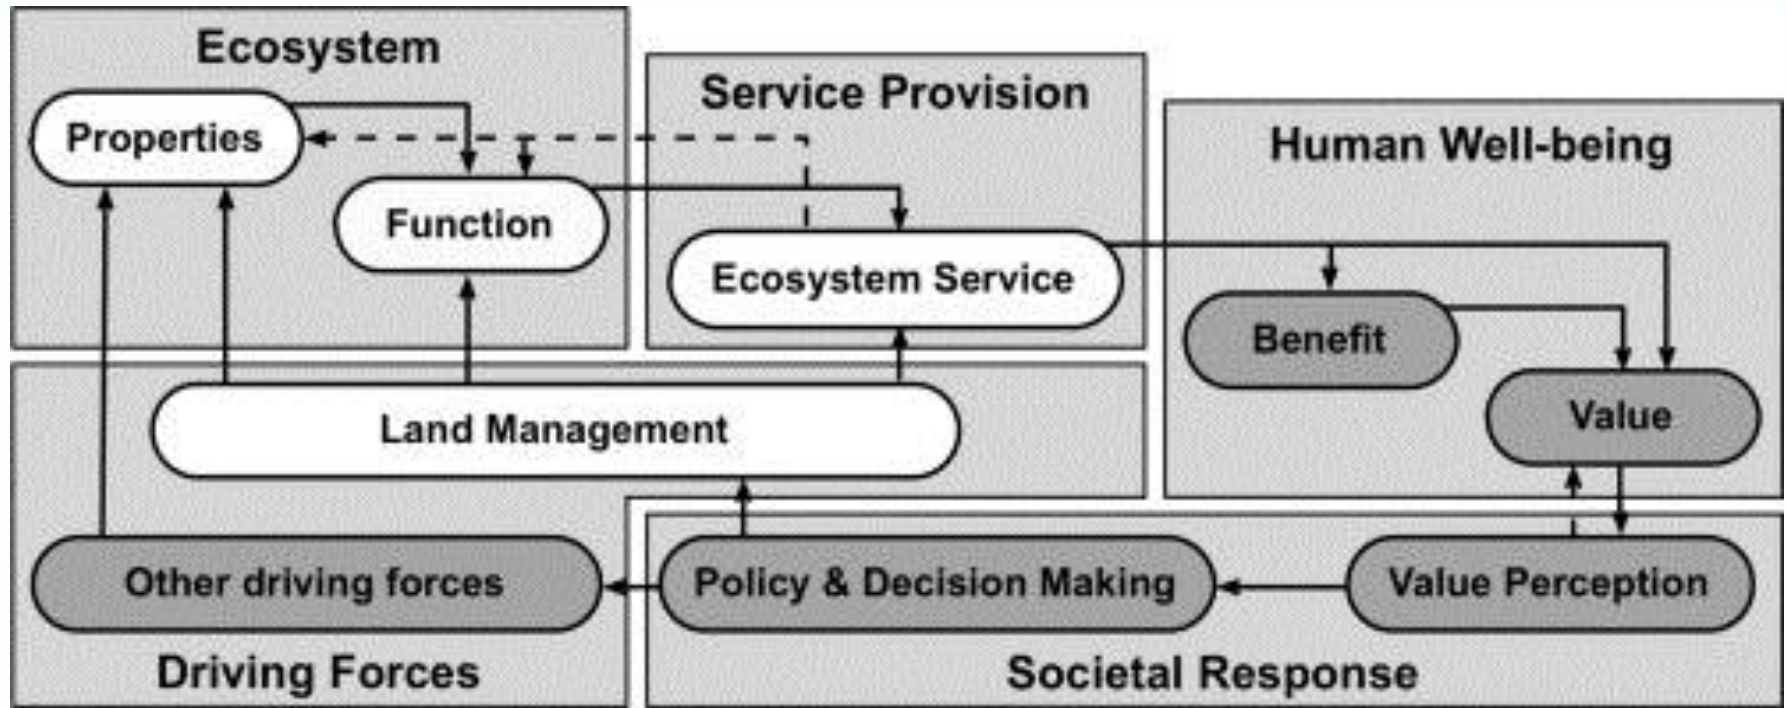 Ecosystem
Properties
Function
Service Provision
Ecosystem Service
Human Well-being
Benefit
Value
Land Management
Other driving forces
Driving Forces
Policy & Decision Making
Value Perception
Societal Response